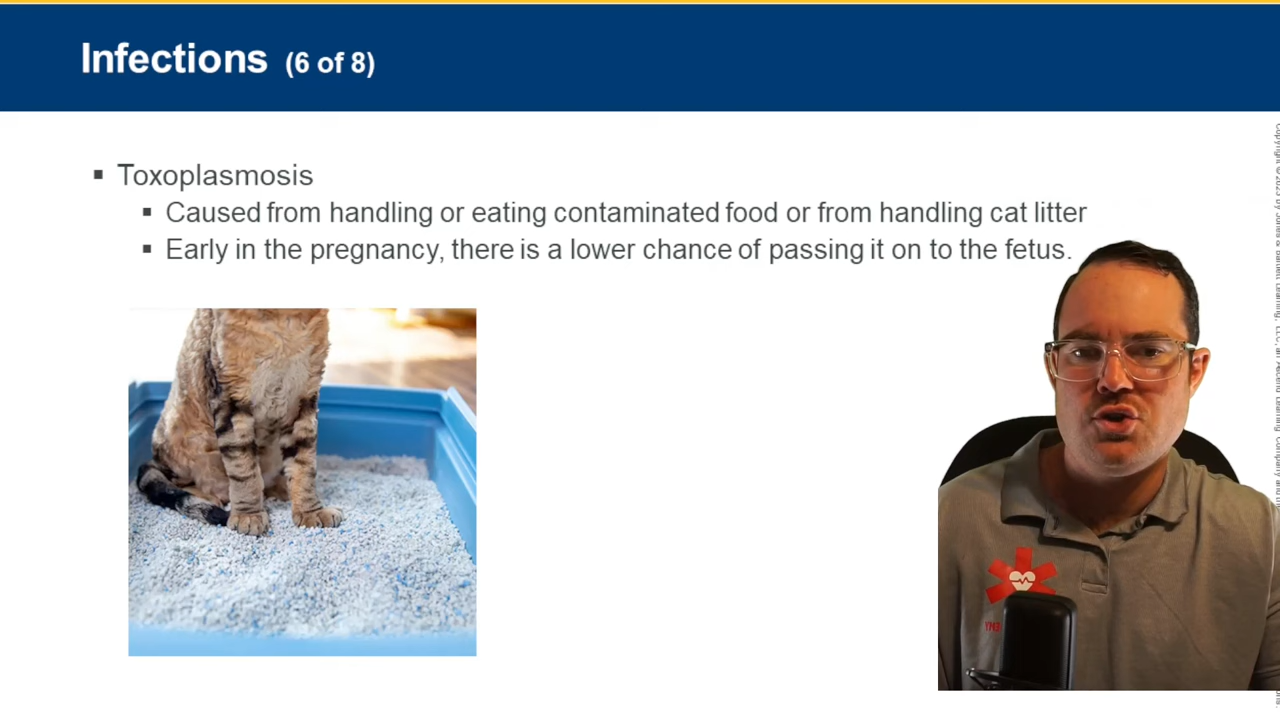 Infections (6 of 8)
▪ Toxoplasmosis
▪ Caused from handling or eating contaminated food or from handling cat litter
▪ Early in the pregnancy, there is a lower chance of passing it on to the fetus.